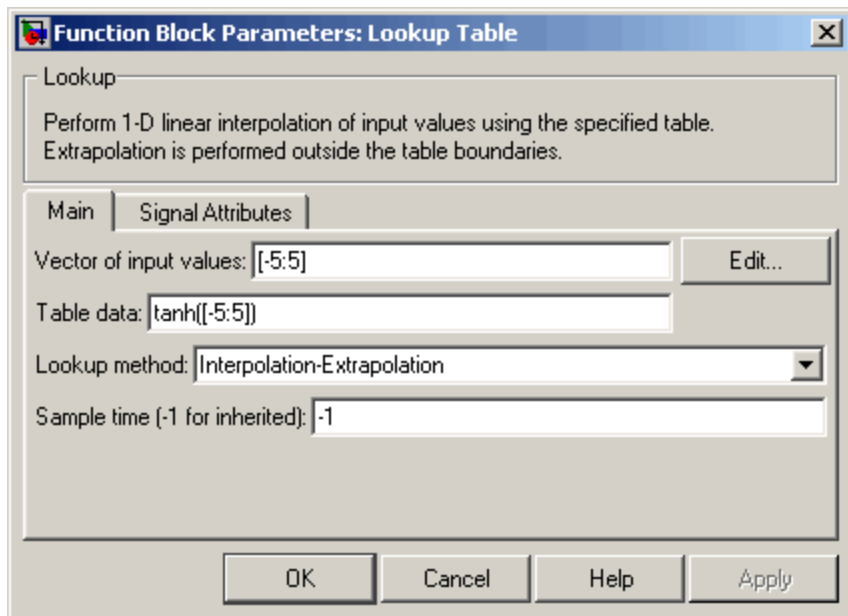 Function Block Parameters: Lookup Table
Lookup
Perform 1-D linear interpolation of input values using the specified table.
Extrapolation is performed outside the table boundaries.
Main Signal Attributes
Vector of input values: [-5:5] Edit...
Table data: tanh([-5:5])
Lookup method: Interpolation-Extrapolation
Sample time (-1 for inherited): -1
OK Cancel Help Apply